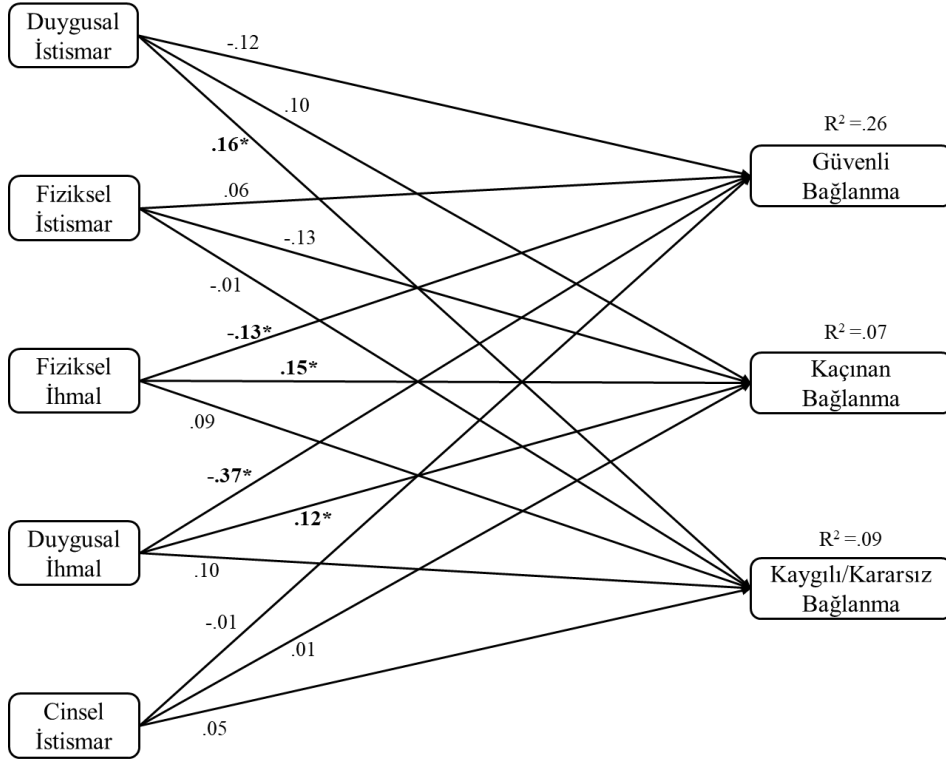 Duygusal
İstismar
-.12
.10
.16*
R² =.26
Güvenli
Bağlanma
Fiziksel
İstismar
.06
-.13
-.01
Fiziksel
İhmal
-.13*
.15*
.09
R² =.07
Kaçınan
Bağlanma
Duygusal
İhmal
-.37*
.12*
.10
R² =.09
Kaygılı/Kararsız
Bağlanma
Cinsel
İstismar
-.01
.01
.05